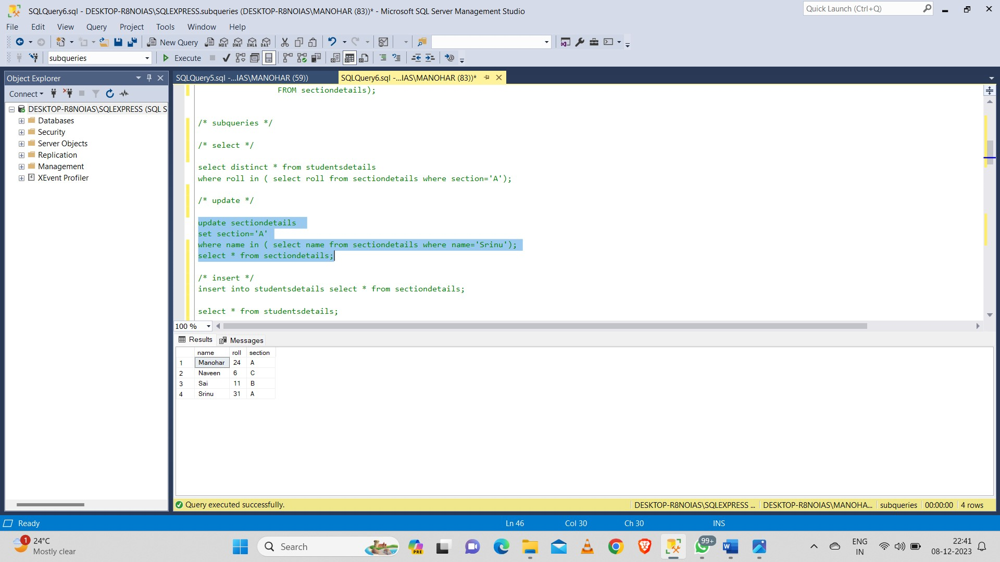 SQLQuery6.sql - DESKTOP-R8NOIAS\SQLEXPRESS.subqueries (DESKTOP-R8NOIAS\MANOHAR (83))* - Microsoft SQL Server Management Studio
Quick Launch (Ctrl+Q)
File Edit View Query Project Tools Window Help
New Query MDX DMX XMLA DAX
subqueries Execute
Object Explorer
Connect
DESKTOP-R8NOIAS\SQLEXPRESS (SQL S
Databases
Security
Server Objects
Replication
Management
XEvent Profiler
SQLQuery5.sql -...IAS\MANOHAR (59))
SQLQuery6.sql -...IAS\MANOHAR (83))*
FROM sectiondetails);
/* subqueries */
/* select */
select distinct * from studentsdetails
where roll in ( select roll from sectiondetails where section='A');
/* update */
update sectiondetails
set section='A'
where name in ( select name from sectiondetails where name='Srinu');
select * from sectiondetails;
/* insert */
insert into studentsdetails select * from sectiondetails;
select * from studentsdetails;
100 %
Results Messages
name roll section
1 Manohar 24 A
2 Naveen 6 C
3 Sai 11 B
4 Srinu 31 A
Query executed successfully.
DESKTOP-R8NOIAS\SQLEXPRESS ... DESKTOP-R8NOIAS\MANOHA... subqueries 00:00:00 4 rows
Ready Ln 46 Col 30 Ch 30 INS
1
24°C
Mostly clear
Search
PRE
99+
W
ENG
IN
22:41
08-12-2023